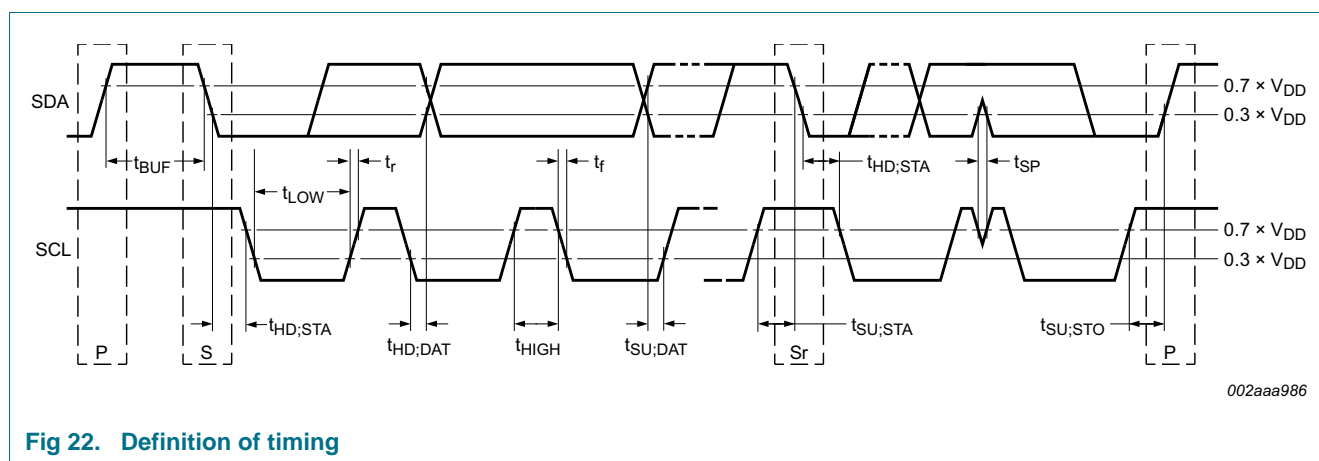 SDA
0.7 × VDD
0.3 × VDD
tBUF
tr
tf
tHD;STA
tSP
tLOW
SCL
0.7 × VDD
0.3 × VDD
tHD;STA
tHD;DAT
tHIGH
tSU;DAT
tSU;STA
tSU;STO
P
S
Sr
P
002aaa986
Fig 22. Definition of timing